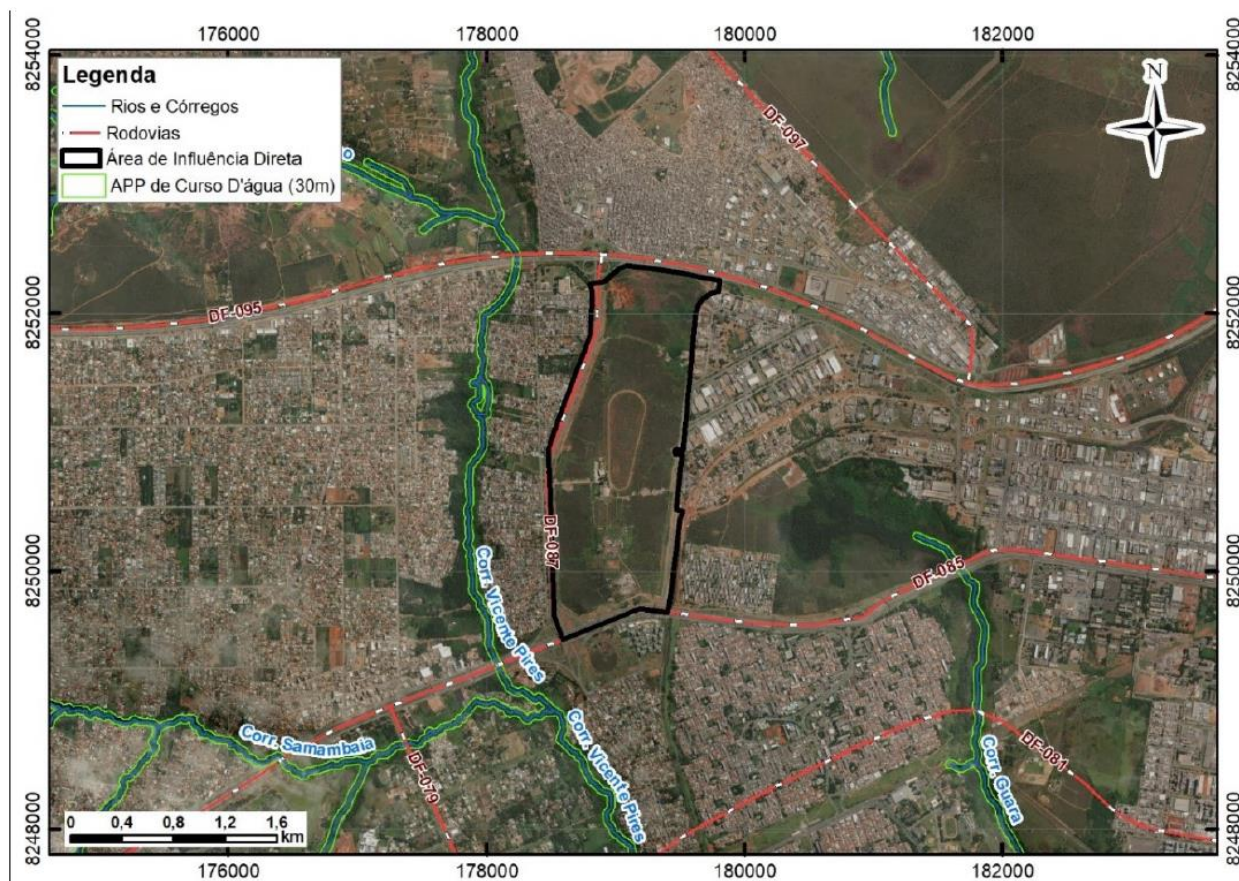 176000 178000 180000 182000
8254000
8254000
Legenda
Rios e Córregos
Rodovias
Área de Influência Direta
APP de Curso D'água (30m)
o
N
DF-097
DF-095
8252000
8252000
DF-087
Corr. Vicente Pires
8250000
8250000
DF-085
Corr. Samambaia
DF-079
Corr. Vicente Pires
Corr. Guara
DF-081
0 0,4 0,8 1,2 1,6
km
8248000
8248000
176000 178000 180000 182000